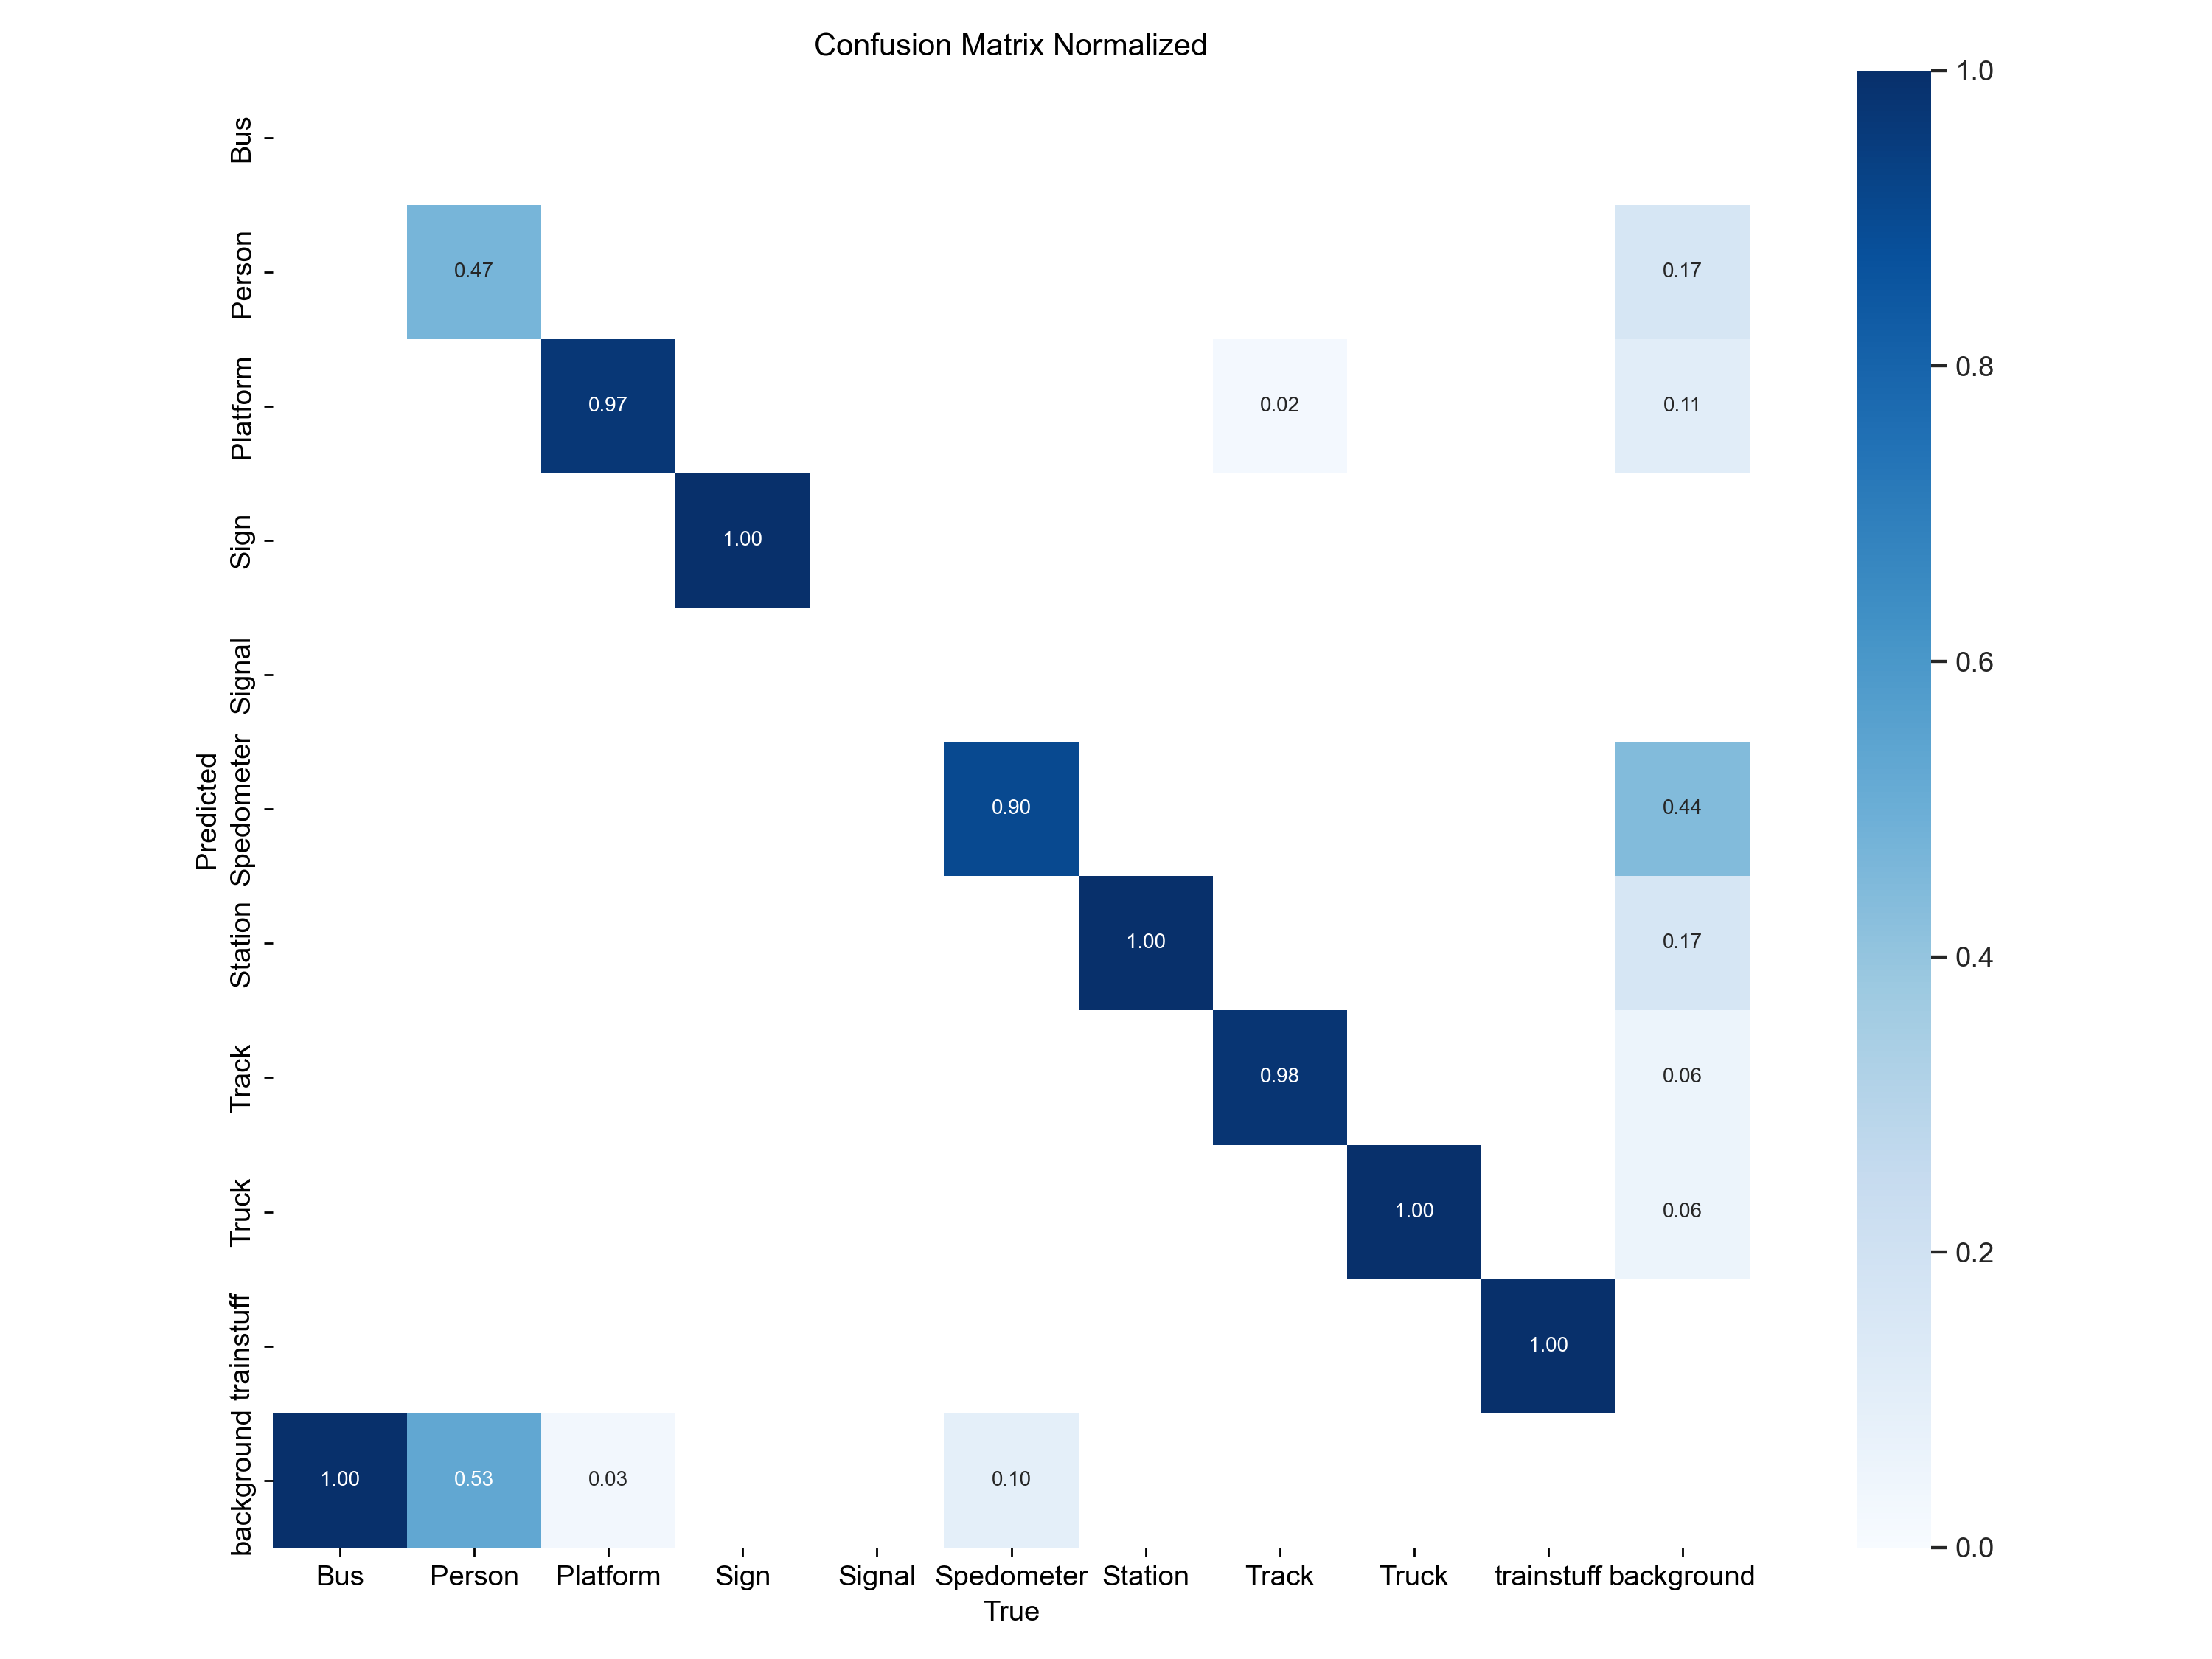 Confusion Matrix Normalized
Predicted
Bus
Person 0.47 0.17
Platform 0.97 0.02 0.11
Sign 1.00
Signal
Spedometer 0.90 0.44
Station 1.00 0.17
Track 0.98 0.06
Truck 1.00 0.06
trainstuff 1.00
background 1.00 0.53 0.03 0.10
Bus Person Platform Sign Signal Spedometer Station Track Truck trainstuff background
True
1.0
0.8
0.6
0.4
0.2
0.0